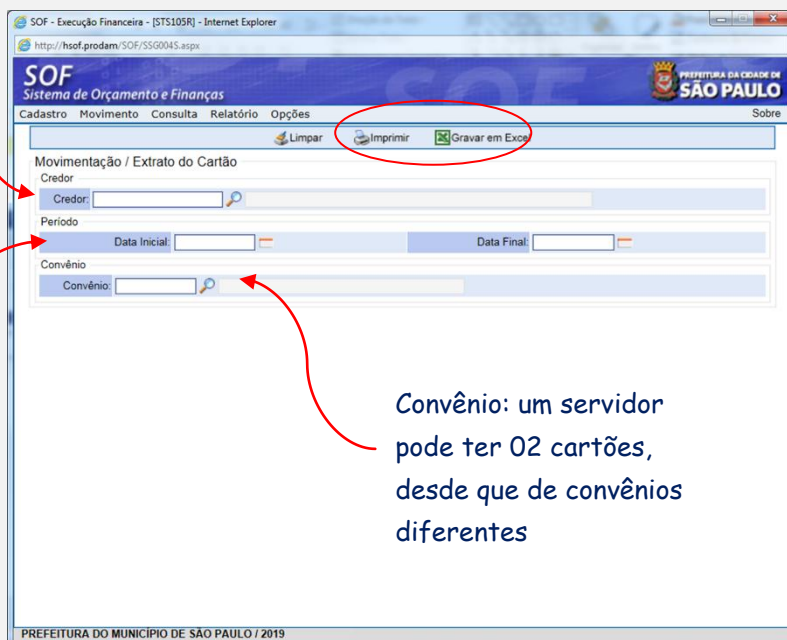 SOF - Execução Financeira - [STS105R] - Internet Explorer
http://hsof.prodam/SOF/SSG004S.aspx
SOF
Sistema de Orçamento e Finanças
PREFEITURA DA CIDADE DE
SÃO PAULO
Cadastro Movimento Consulta Relatório Opções Sobre
Limpar Imprimir Gravar em Excel
Movimentação / Extrato do Cartão
Credor
Credor:
Período
Data Inicial: Data Final:
Convênio
Convênio:
Convênio: um servidor
pode ter 02 cartões,
desde que de convênios
diferentes
PREFEITURA DO MUNICÍPIO DE SÃO PAULO / 2019